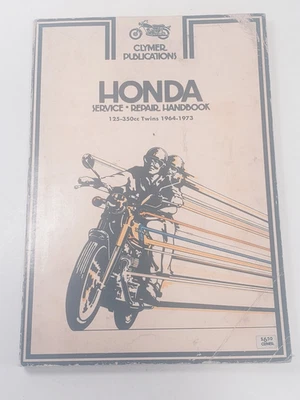 CLYMER
PUBLICATIONS
HONDA
SERVICE • REPAIR HANDBOOK
125-350cc Twins 1964-1973